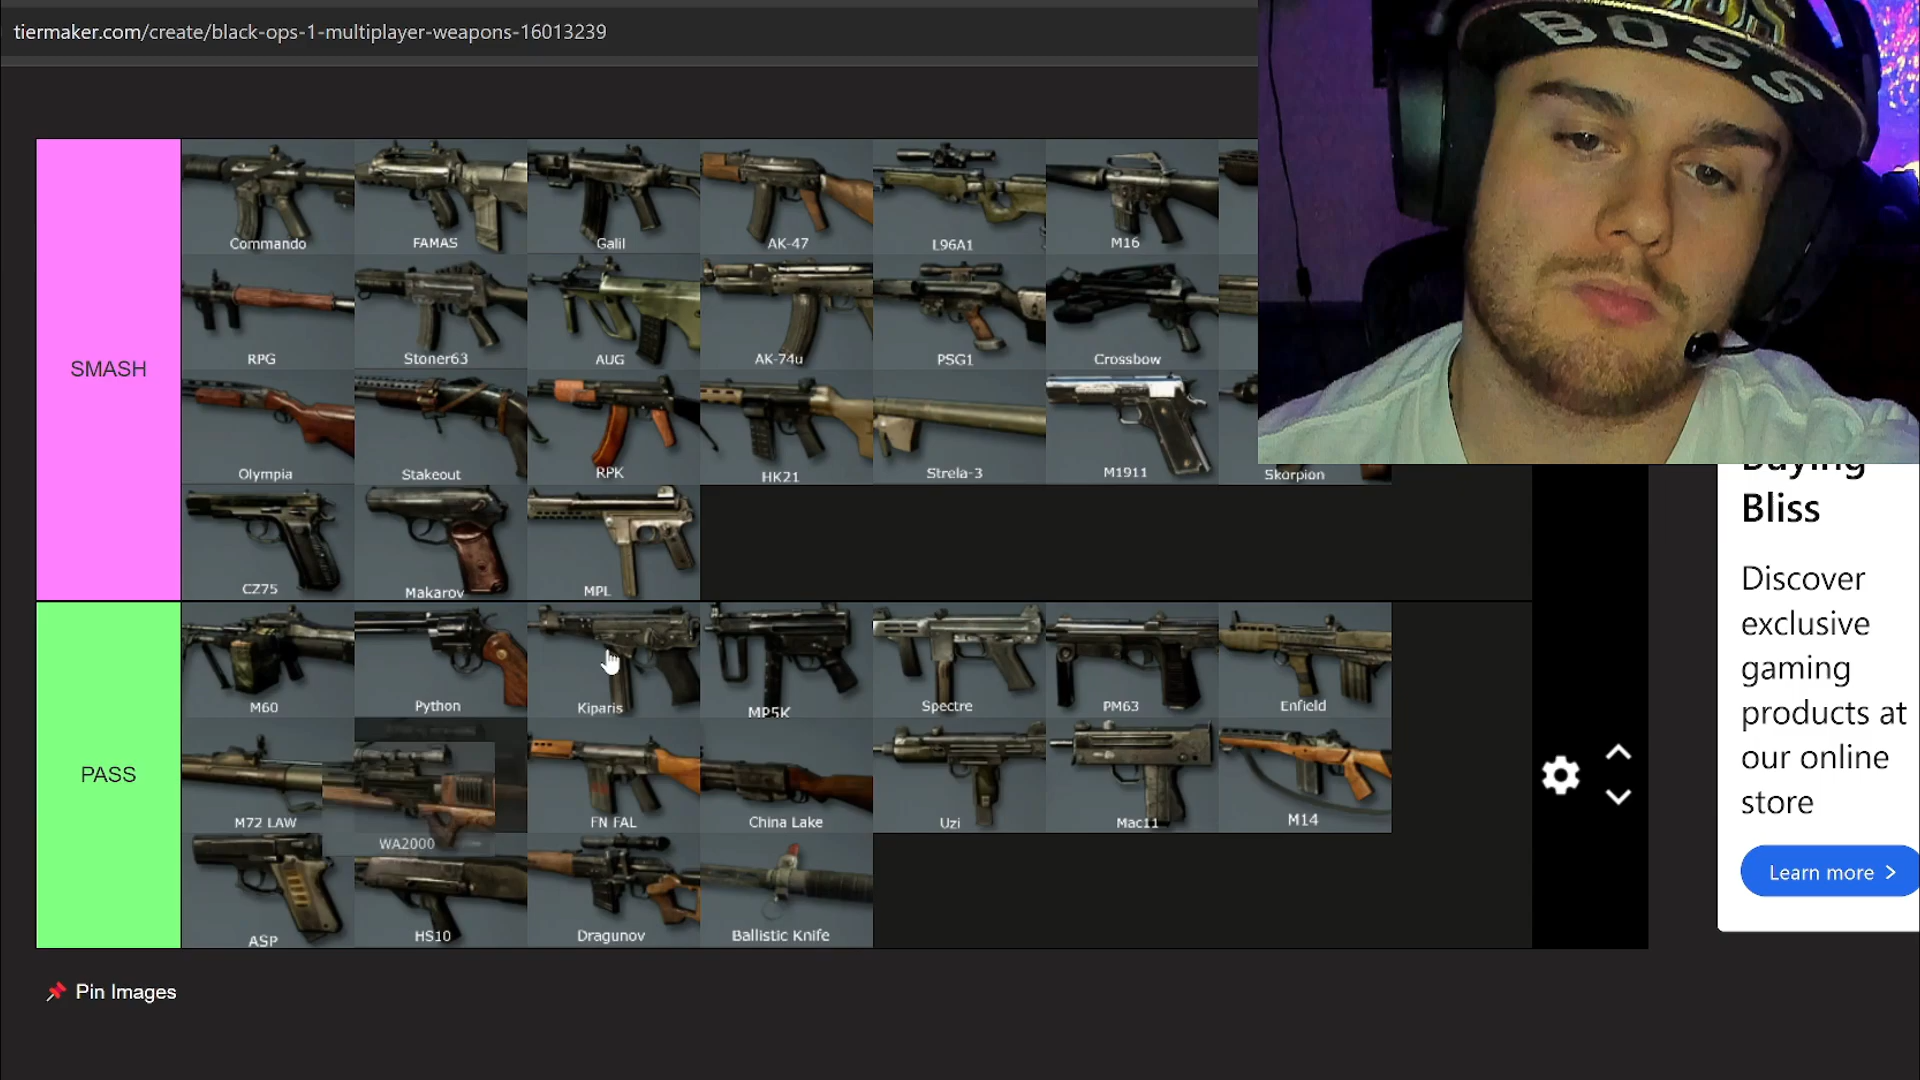 tiermaker.com/create/black-ops-1-multiplayer-weapons-16013239
BOSS
SMASH
Commando FAMAS Galil AK-47 L96A1 M16
RPG Stoner63 AUG AK-74u PSG1 Crossbow
Olympia Stakeout RPK HK21 Strela-3 M1911 Skorpion
CZ75 Makarov MPL
PASS
M60 Python Kiparis MP5K Spectre PM63 Enfield
M72 LAW WA2000 FN FAL China Lake Uzi Mac11 M14
ASP HS10 Dragunov Ballistic Knife
Pin Images
Buying
Bliss
Discover
exclusive
gaming
products at
our online
store
Learn more >